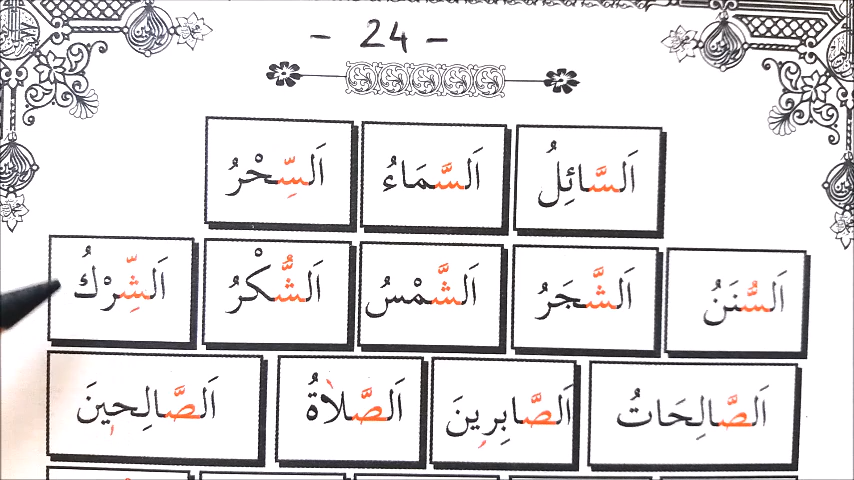 - 24 -
اَلسَّائِلُ اَلسَّمَاءُ اَلسِّحْرُ
اَلسُّنَنُ اَلشَّجَرُ اَلشَّمْسُ اَلشُّكْرُ اَلشِّرْكُ
اَلصَّالِحَاتُ اَلصَّابِرِينَ اَلصَّلاَةُ اَلصَّالِحِينَ